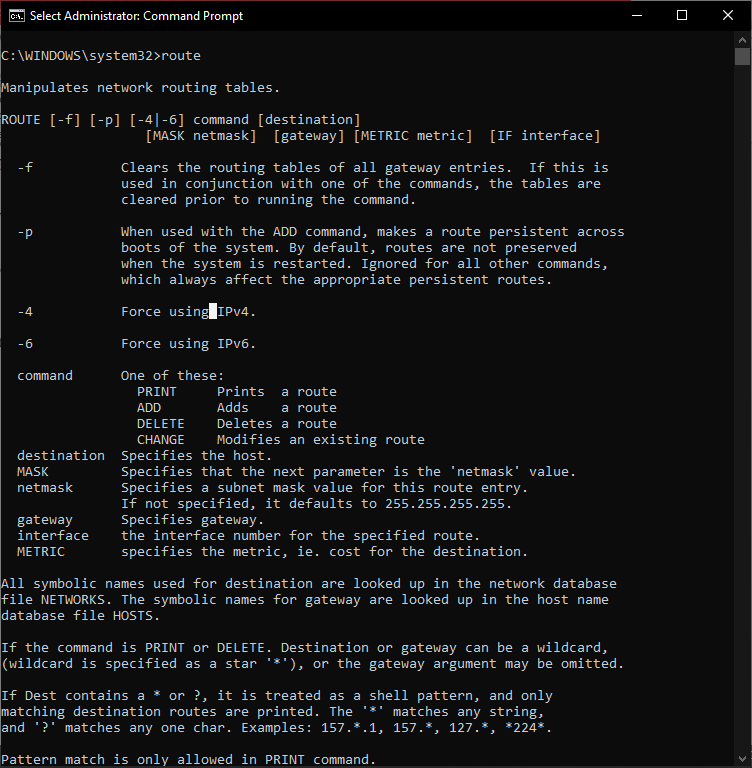 Select Administrator: Command Prompt
C:\WINDOWS\system32>route
Manipulates network routing tables.
ROUTE [-f] [-p] [-4|-6] command [destination]
                  [MASK netmask]  [gateway] [METRIC metric]  [IF interface]
  -f           Clears the routing tables of all gateway entries.  If this is
               used in conjunction with one of the commands, the tables are
               cleared prior to running the command.
  -p           When used with the ADD command, makes a route persistent across
               boots of the system. By default, routes are not preserved
               when the system is restarted. Ignored for all other commands,
               which always affect the appropriate persistent routes.
  -4           Force using IPv4.
  -6           Force using IPv6.
  command      One of these:
                 PRINT     Prints  a route
                 ADD       Adds    a route
                 DELETE    Deletes a route
                 CHANGE    Modifies an existing route
  destination  Specifies the host.
  MASK         Specifies that the next parameter is the 'netmask' value.
  netmask      Specifies a subnet mask value for this route entry.
               If not specified, it defaults to 255.255.255.255.
  gateway      Specifies gateway.
  interface    the interface number for the specified route.
  METRIC       specifies the metric, ie. cost for the destination.
All symbolic names used for destination are looked up in the network database
file NETWORKS. The symbolic names for gateway are looked up in the host name
database file HOSTS.
If the command is PRINT or DELETE. Destination or gateway can be a wildcard,
(wildcard is specified as a star '*'), or the gateway argument may be omitted.
If Dest contains a * or ?, it is treated as a shell pattern, and only
matching destination routes are printed. The '*' matches any string,
and '?' matches any one char. Examples: 157.*.1, 157.*, 127.*, *224*.
Pattern match is only allowed in PRINT command.